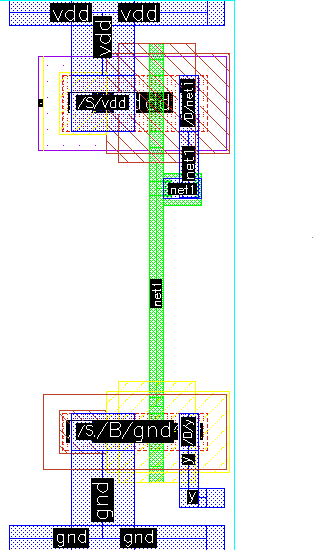 vdd vdd
vdd
/S/vdd /D/net1
net1
net1
net1
/S /B/gnd /D/y
y
y
gnd
gnd gnd